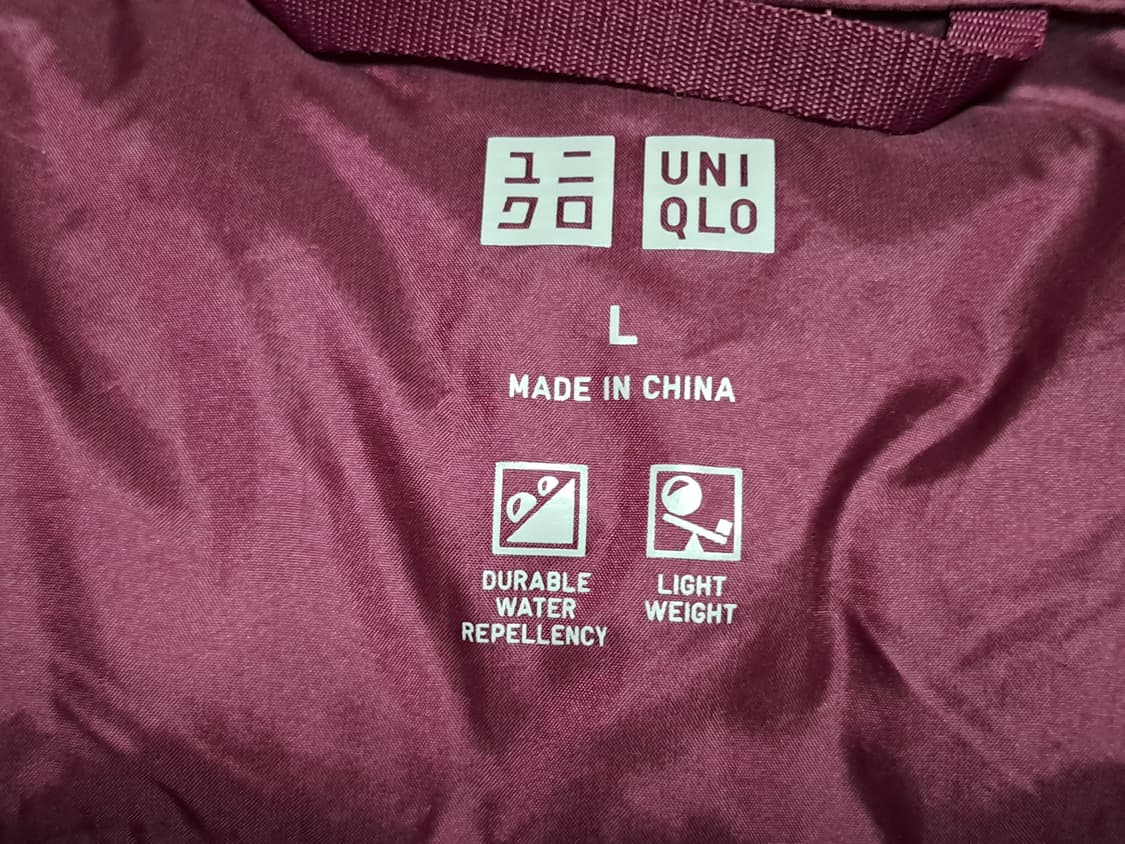 ユニ
クロ
UNI
QLO
L
MADE IN CHINA
DURABLE
WATER
REPELLENCY
LIGHT
WEIGHT